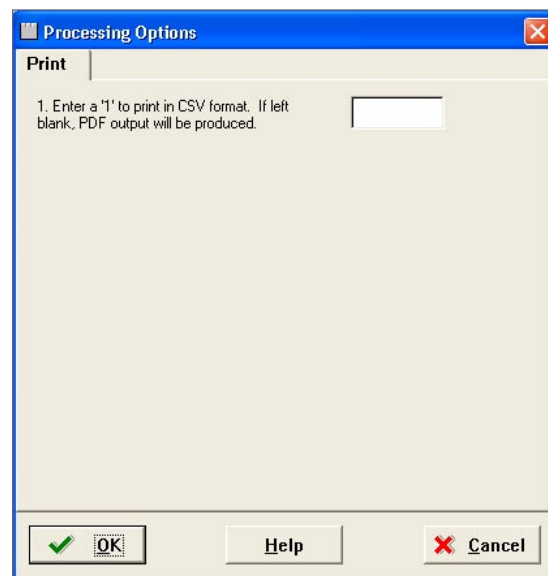 Processing Options
Print
1. Enter a '1' to print in CSV format. If left
blank, PDF output will be produced.
OK
Help
Cancel